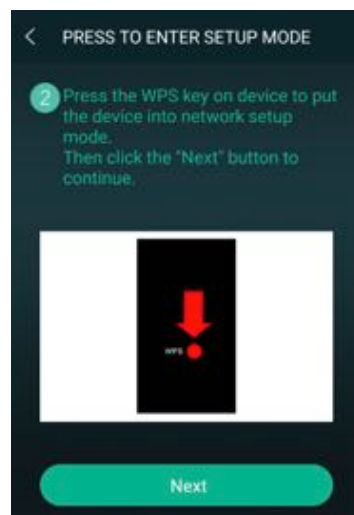 PRESS TO ENTER SETUP MODE
2 Press the WPS key on device to put
the device into network setup
mode.
Then click the "Next" button to
continue.
WPS
Next